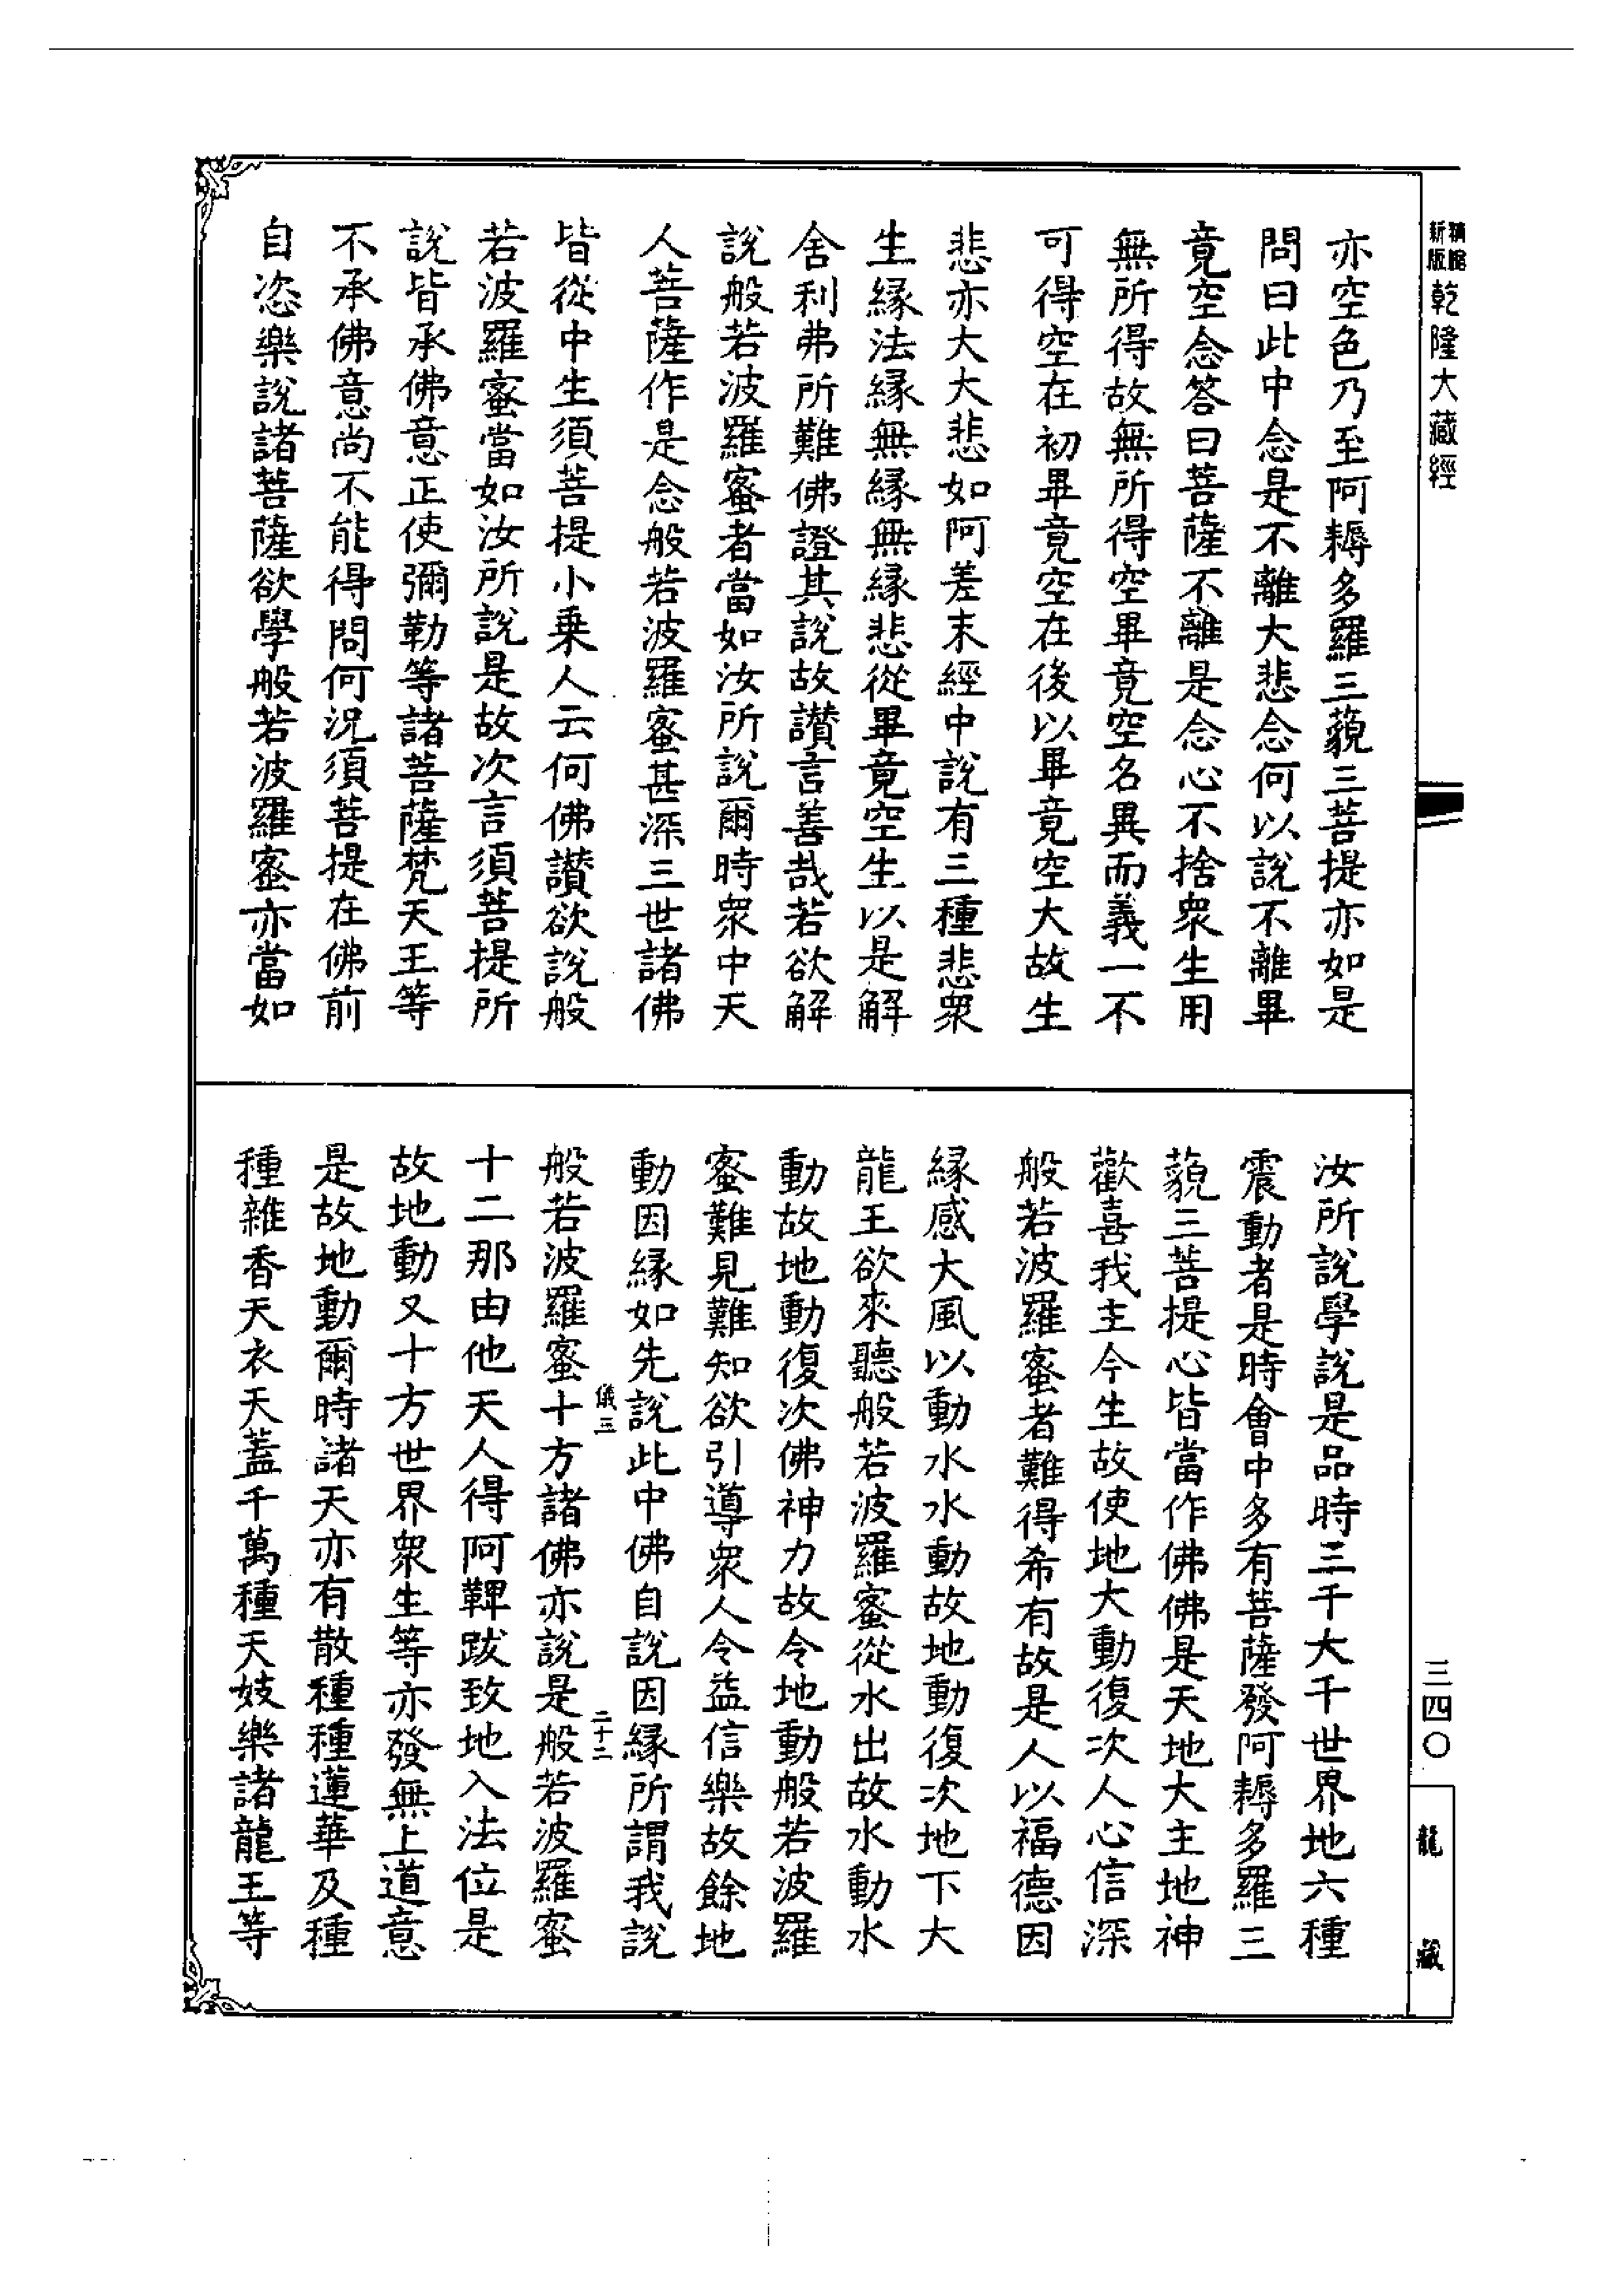 精縮
新版
乾隆大藏經
亦空色乃至阿耨多羅三藐三菩提亦如是
問曰此中念是不離大悲念何以說不離畢
竟空念答曰菩薩不離是念心不捨眾生用
無所得故無所得空畢竟空名異而義一不
可得空在初畢竟空在後以畢竟空大故生
悲亦大大悲如阿差末經中說有三種悲眾
生緣法緣無緣無緣悲從畢竟空生以是解
舍利弗所難佛證其說故讚言善哉若欲解
說般若波羅蜜者當如汝所說爾時眾中天
人菩薩作是念般若波羅蜜甚深三世諸佛
皆從中生須菩提小乘人云何佛讚欲說般
若波羅蜜當如汝所說是故次言須菩提所
說皆承佛意正使彌勒等諸菩薩梵天王等
不承佛意尚不能得問何況須菩提在佛前
自恣樂說諸菩薩欲學般若波羅蜜亦當如
汝所說學說是品時三千大千世界地六種
震動者是時會中多有菩薩發阿耨多羅三
藐三菩提心皆當作佛佛是天地大主地神
歡喜我主今生故使地大動復次人心信深
般若波羅蜜者難得希有故是人以福德因
緣感大風以動水水動故地動復次地下大
龍王欲來聽般若波羅蜜從水出故水動水
動故地動復次佛神力故令地動般若波羅
蜜難見難知欲引導眾人令益信樂故餘地
動因緣如先說此中佛自說因緣所謂我說
儀三
二十二
般若波羅蜜十方諸佛亦說是般若波羅蜜
十二那由他天人得阿鞞跋致地入法位是
故地動又十方世界眾生等亦發無上道意
是故地動爾時諸天亦有散種種蓮華及種
種雜香天衣天蓋千萬種天妓樂諸龍王等
三四〇
龍藏